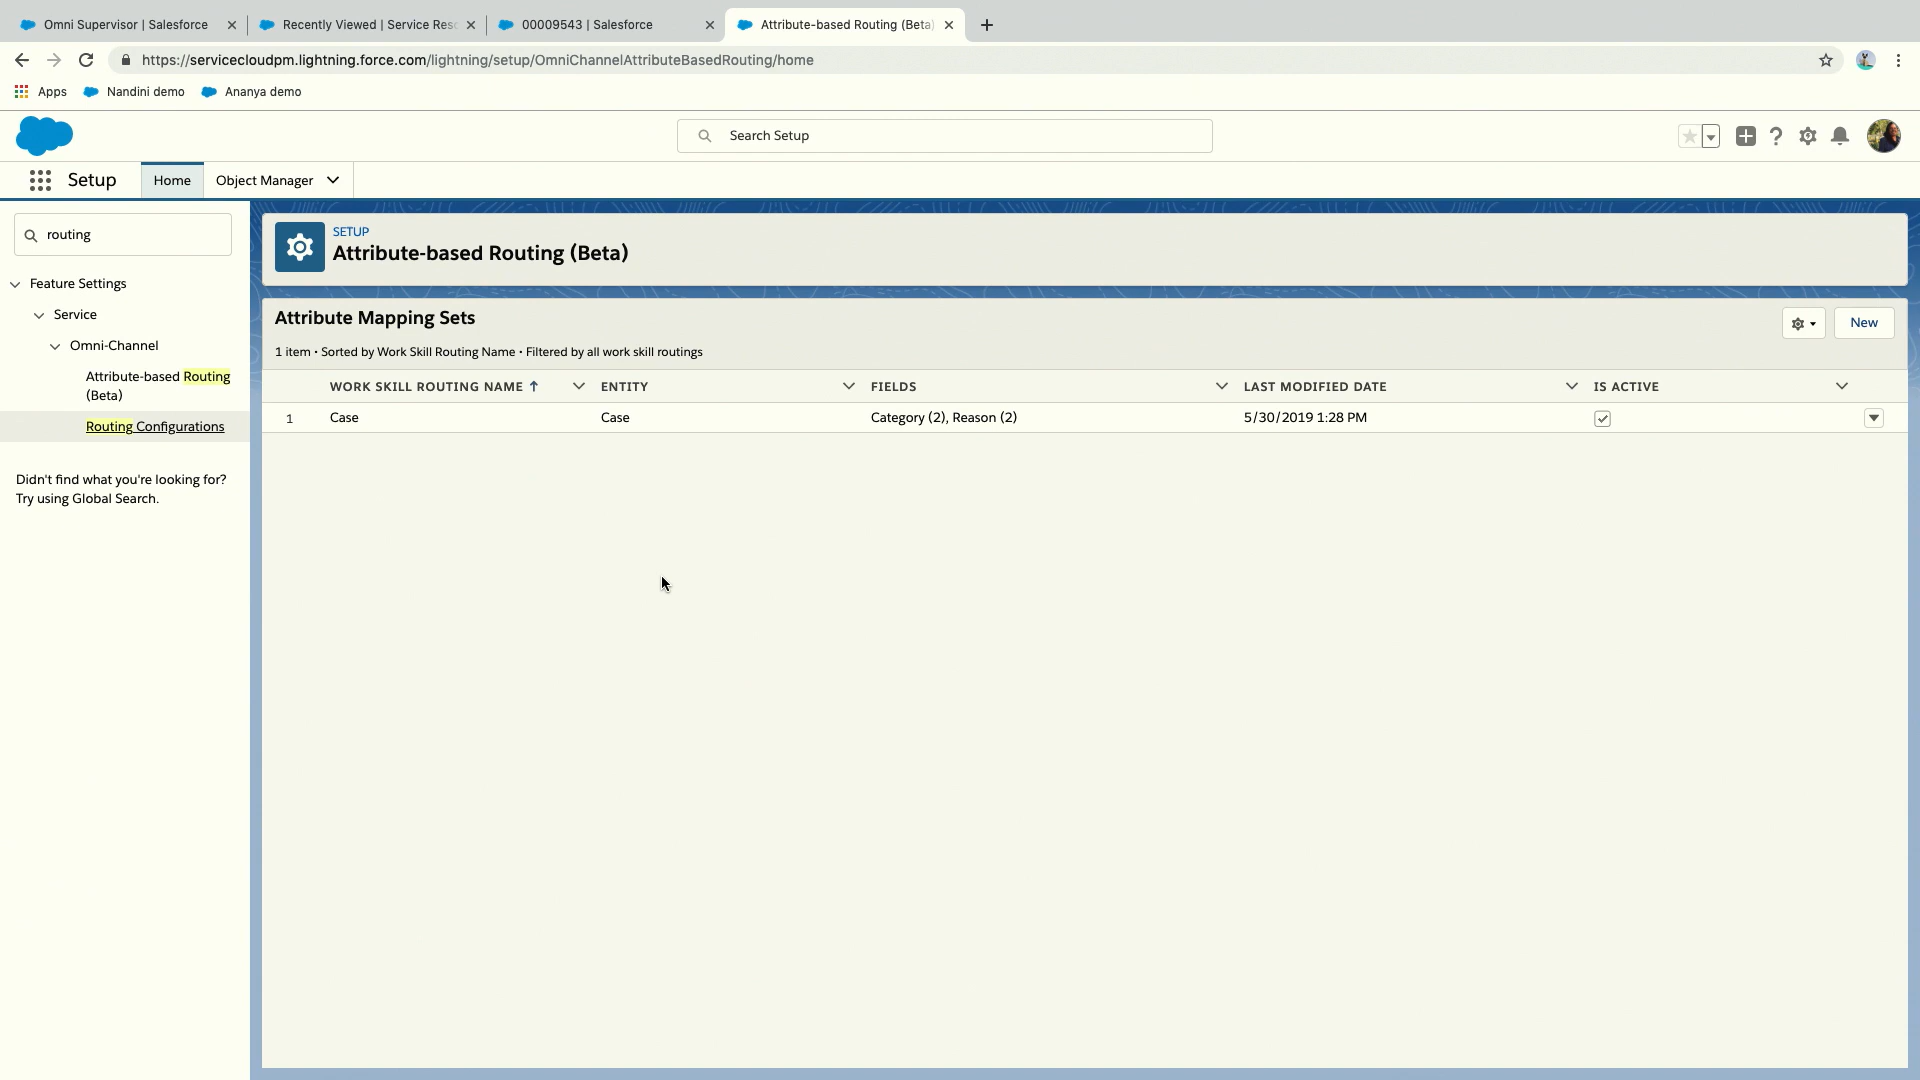 Omni Supervisor | Salesforce
Recently Viewed | Service Res
00009543 | Salesforce
Attribute-based Routing (Beta)
https://servicecloudpm.lightning.force.com/lightning/setup/OmniChannelAttributeBasedRouting/home
Apps
Nandini demo
Ananya demo
Search Setup
Setup
Home
Object Manager
routing
Feature Settings
Service
Omni-Channel
Attribute-based Routing
(Beta)
Routing Configurations
Didn't find what you're looking for?
Try using Global Search.
SETUP
Attribute-based Routing (Beta)
Attribute Mapping Sets
New
1 item • Sorted by Work Skill Routing Name • Filtered by all work skill routings
WORK SKILL ROUTING NAME ↑ ENTITY FIELDS LAST MODIFIED DATE IS ACTIVE
1 Case Case Category (2), Reason (2) 5/30/2019 1:28 PM